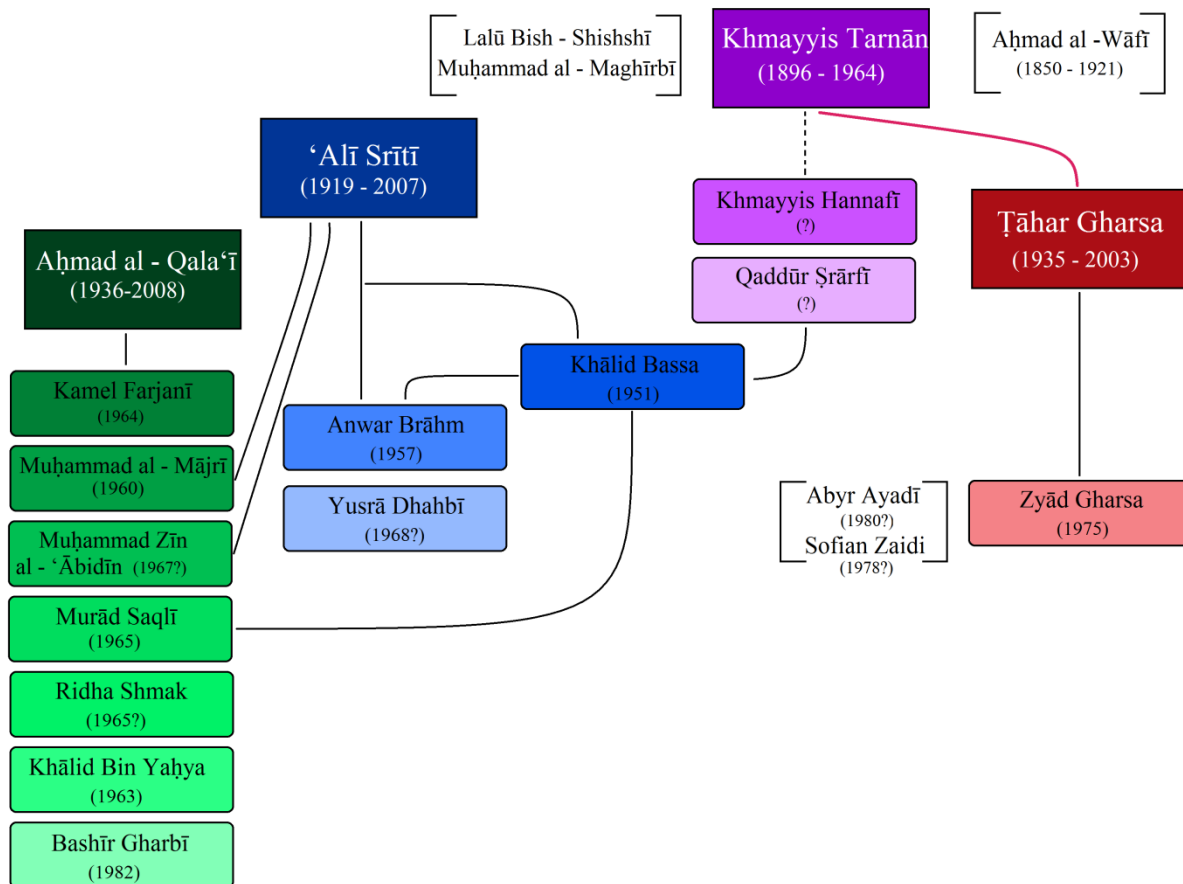 Lalū Bish - Shishshī
Muḥammad al - Maghīrbī
Khmayyis Tarnān
(1896 - 1964)
Aḥmad al -Wāfī
(1850 - 1921)
‘Alī Srītī
(1919 - 2007)
Khmayyis Hannafī
(?)
Ṭāhar Gharsa
(1935 - 2003)
Aḥmad al - Qala‘ī
(1936-2008)
Qaddūr Ṣrārfī
(?)
Khālid Bassa
(1951)
Kamel Farjanī
(1964)
Anwar Brāhm
(1957)
Muḥammad al - Mājrī
(1960)
Yusrā Dhahbī
(1968?)
Abyr Ayadī
(1980?)
Sofian Zaidi
(1978?)
Zyād Gharsa
(1975)
Muḥammad Zīn
al - ‘Ābidīn (1967?)
Murād Saqlī
(1965)
Ridha Shmak
(1965?)
Khālid Bin Yaḥya
(1963)
Bashīr Gharbī
(1982)